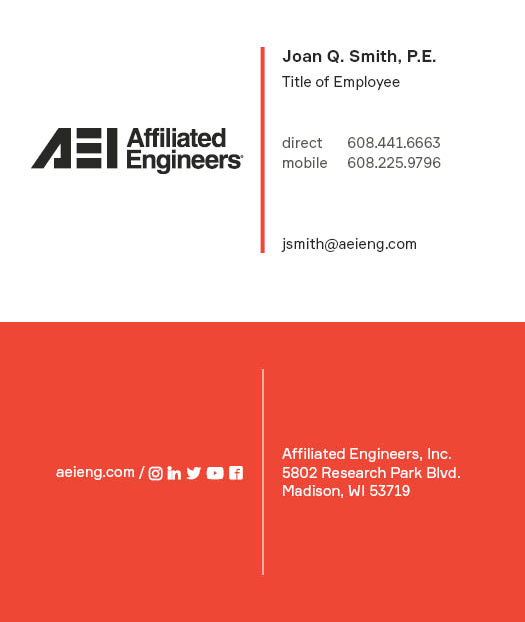 AEI Affiliated
Engineers
Joan Q. Smith, P.E.
Title of Employee
direct 608.441.6663
mobile 608.225.9796
jsmith@aeieng.com
aeieng.com /
Affiliated Engineers, Inc.
5802 Research Park Blvd.
Madison, WI 53719